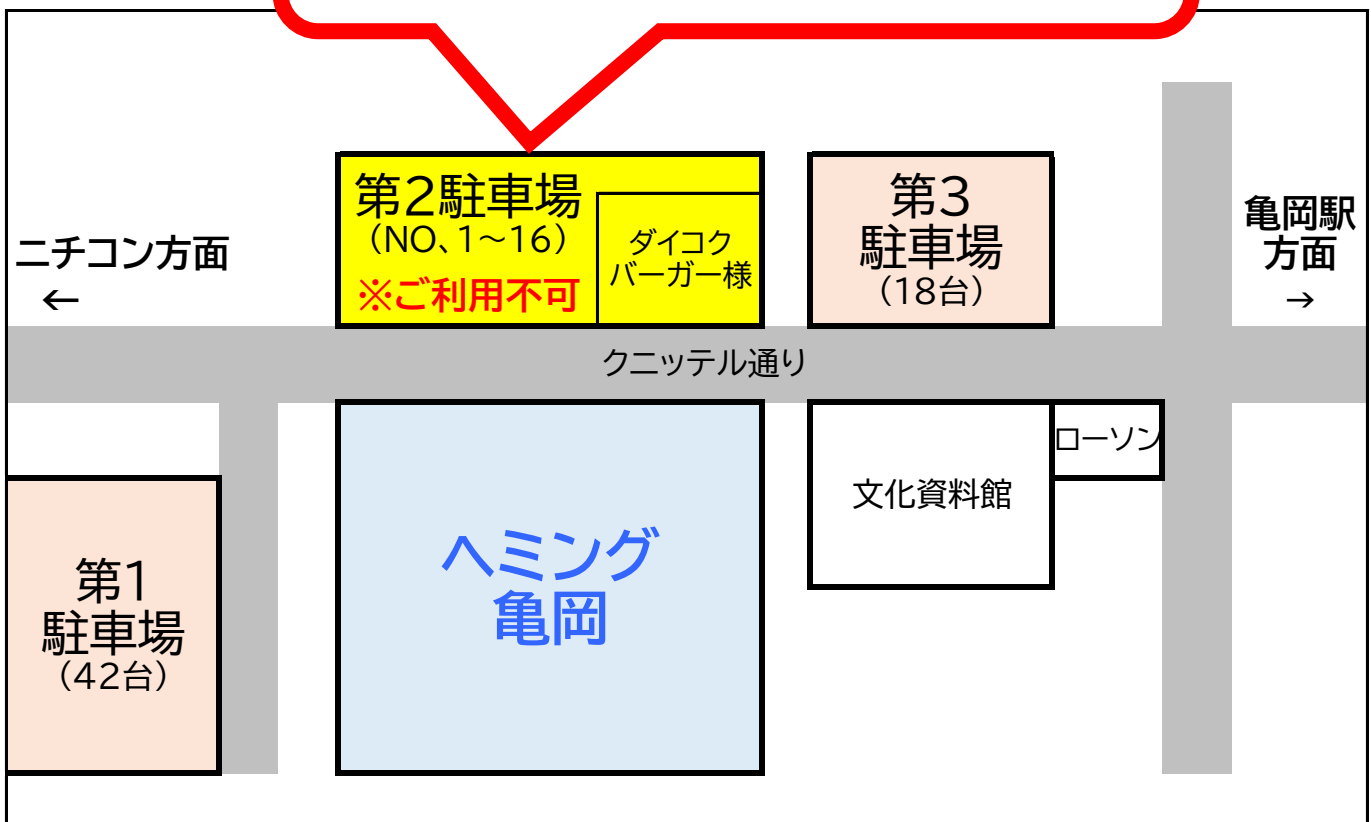 第2駐車場
（NO、1～16）
※ご利用不可
ダイコク
バーガー様
第3
駐車場
（18台）
亀岡駅
方面
→
ニチコン方面
←
クニッテル通り
ローソン
文化資料館
ヘミング
亀岡
第1
駐車場
（42台）